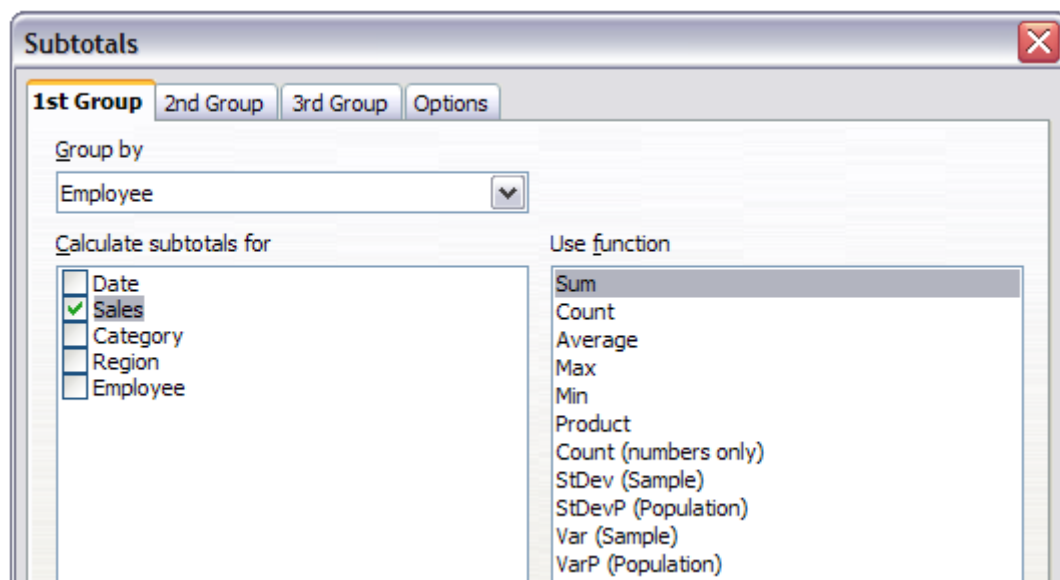 Subtotals
1st Group 2nd Group 3rd Group Options
Group by
Employee
Calculate subtotals for
Date
Sales
Category
Region
Employee
Use function
Sum
Count
Average
Max
Min
Product
Count (numbers only)
StDev (Sample)
StDevP (Population)
Var (Sample)
VarP (Population)